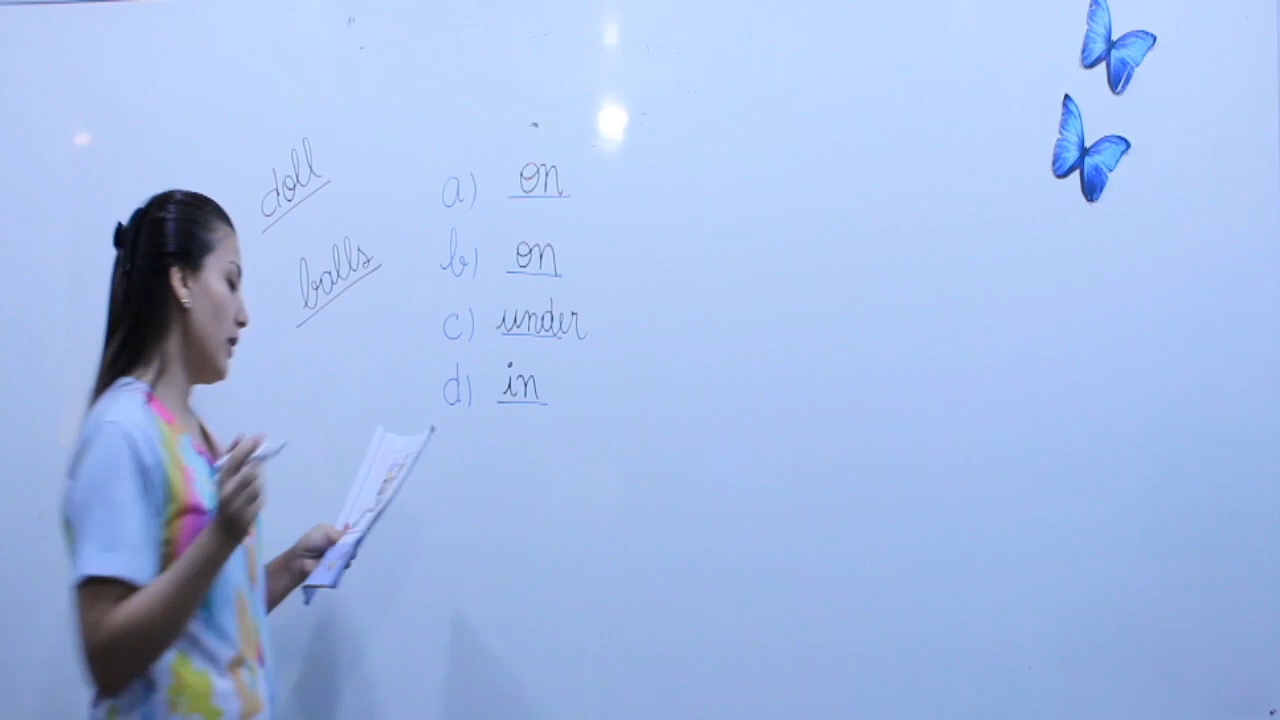 doll
balls
a) on
b) on
c) under
d) in